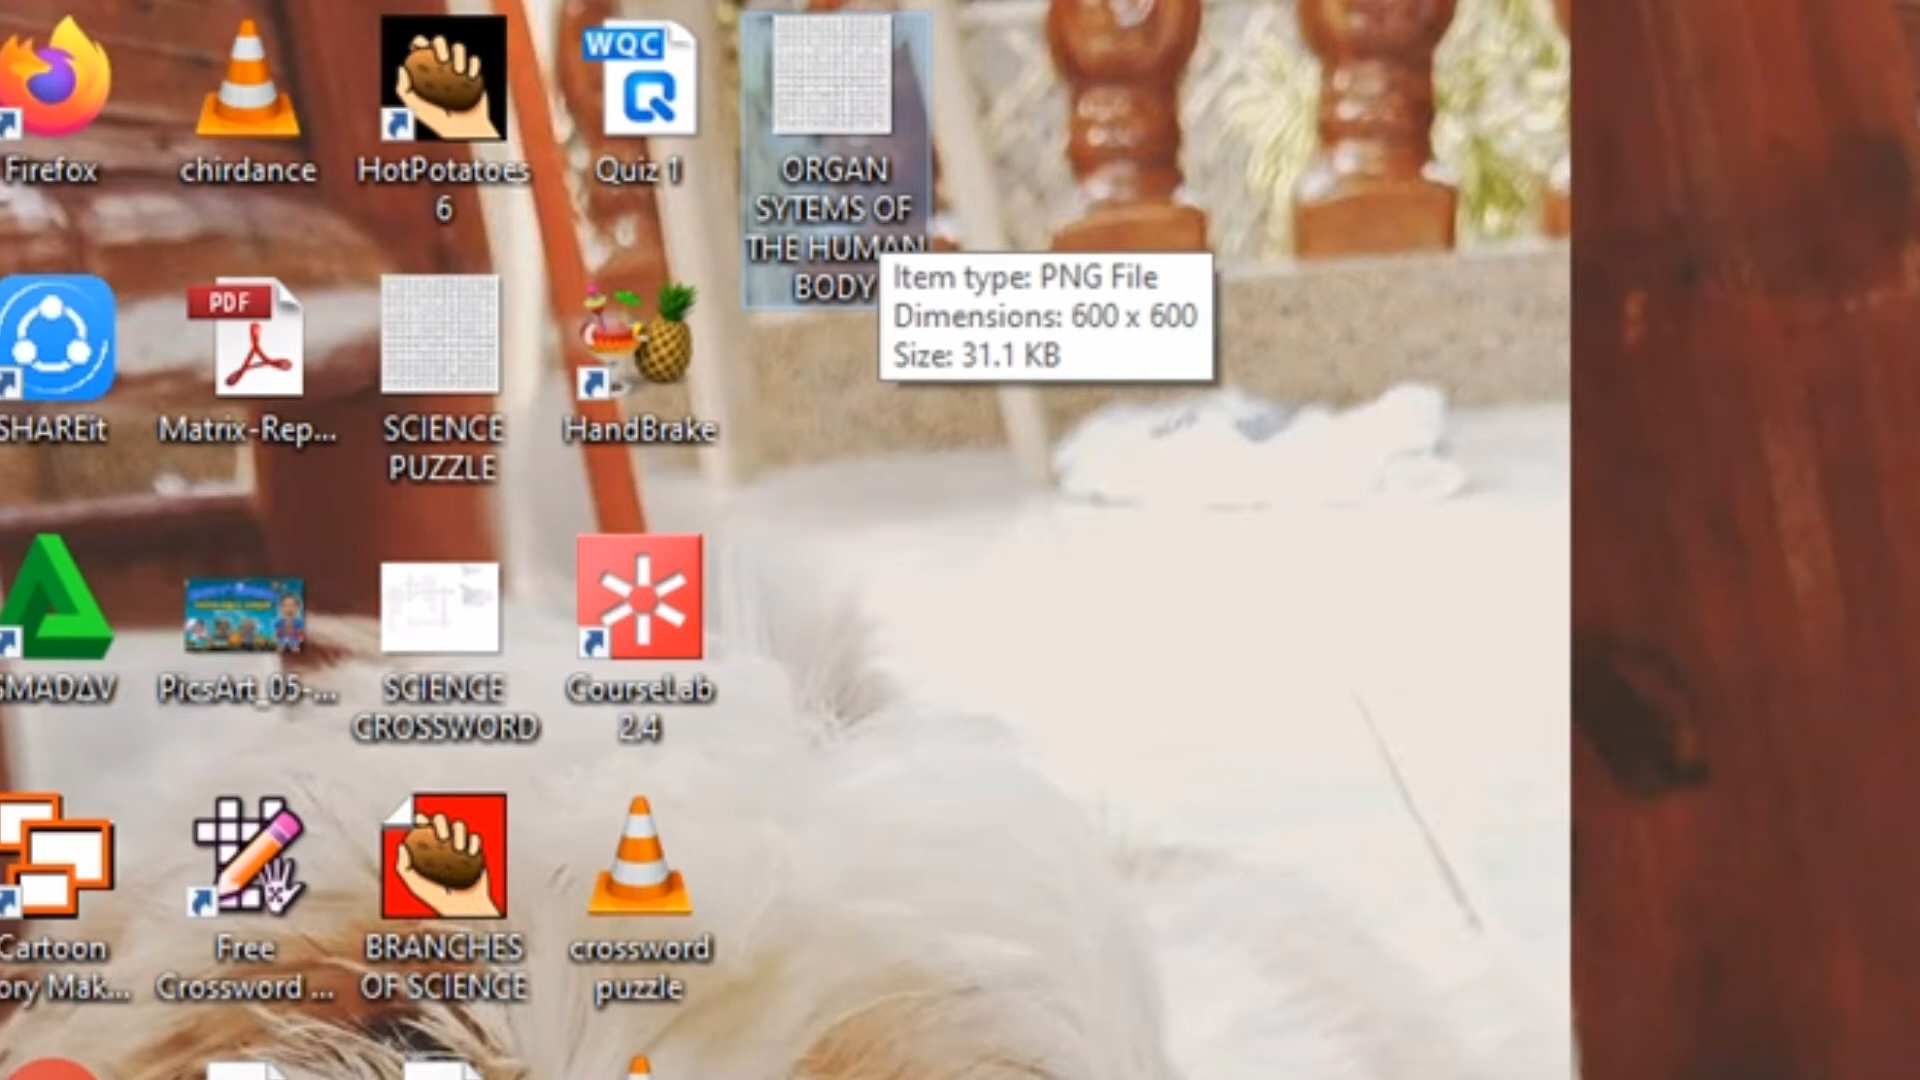 WQC
Firefox
chirdance
HotPotatoes
6
Quiz 1
ORGAN
SYTEMS OF
THE HUMAN
BODY
Item type: PNG File
Dimensions: 600 x 600
Size: 31.1 KB
PDF
SHAREit
Matrix-Rep...
SCIENCE
PUZZLE
HandBrake
SMADAV
PicsArt_05-...
SCIENCE
CROSSWORD
CourseLab
2.4
Cartoon
ory Mak...
Free
Crossword ...
BRANCHES
OF SCIENCE
crossword
puzzle